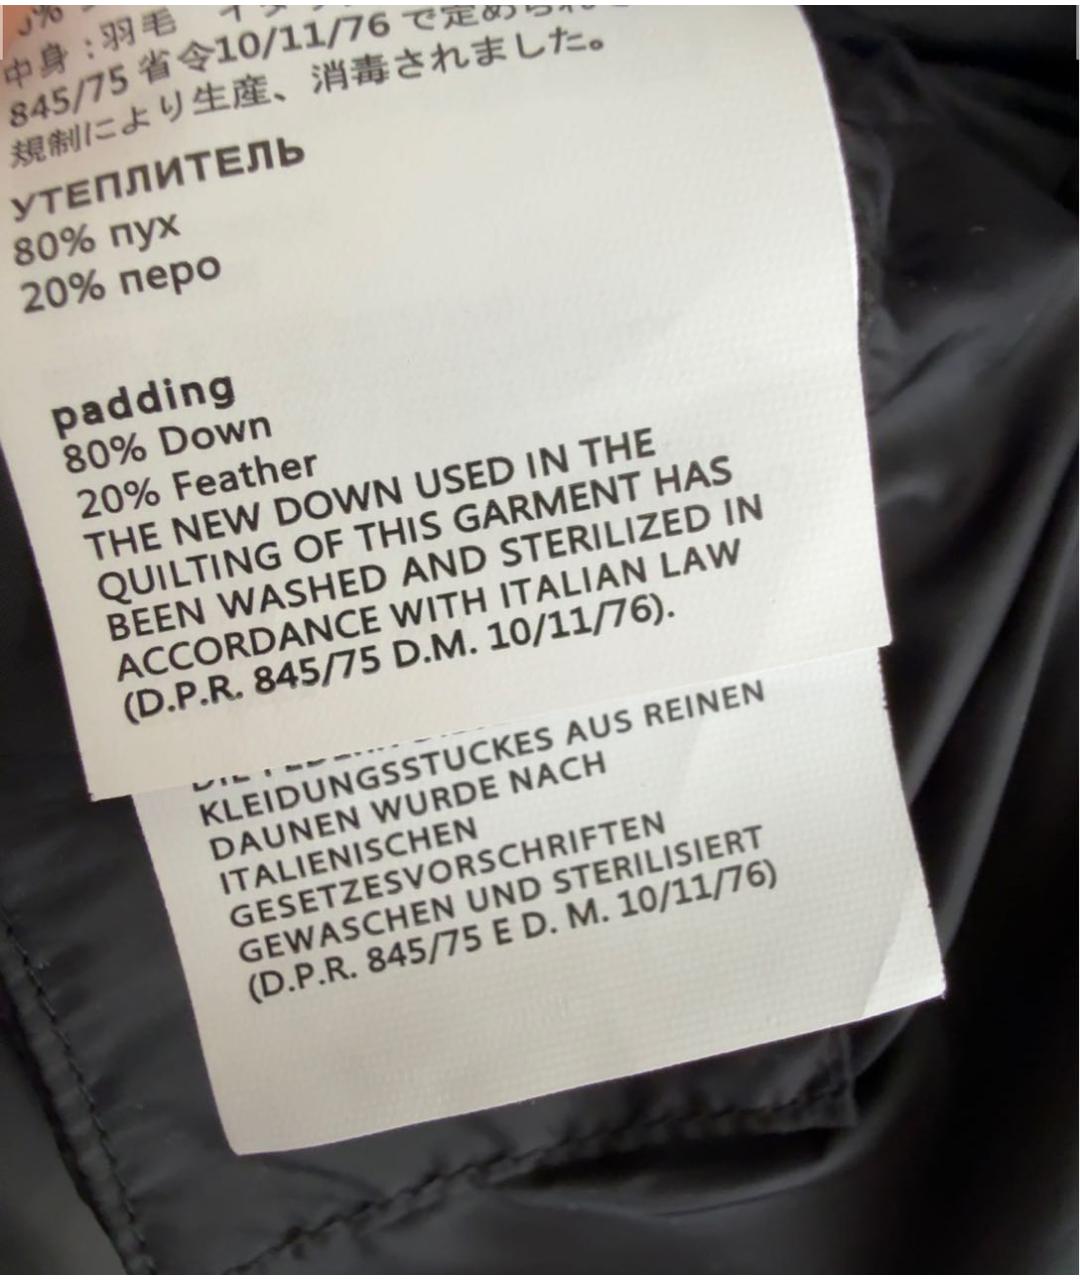 中身：羽毛
845/75 省令10/11/76 で定められ
規制により生産、消毒されました。
УТЕПЛИТЕЛЬ
80% пух
20% перо
padding
80% Down
20% Feather
THE NEW DOWN USED IN THE
QUILTING OF THIS GARMENT HAS
BEEN WASHED AND STERILIZED IN
ACCORDANCE WITH ITALIAN LAW
(D.P.R. 845/75 D.M. 10/11/76).
KLEIDUNGSSTUCKES AUS REINEN
DAUNEN WURDE NACH
ITALIENISCHEN
GESETZESVORSCHRIFTEN
GEWASCHEN UND STERILISIERT
(D.P.R. 845/75 E D. M. 10/11/76)